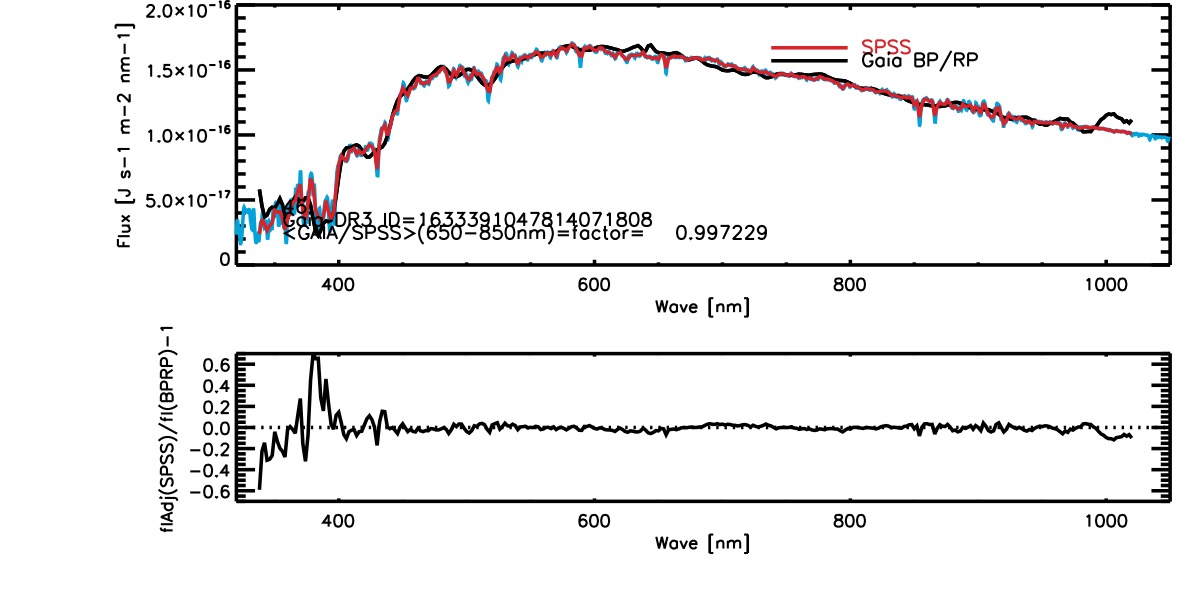 2.0×10−16
1.5×10−16
1.0×10−16
5.0×10−17
0
Flux [J s−1 m−2 nm−1]
SPSS
Gaia BP/RP
46
Gaia DR3 ID=1633391047814071808
<GAIA/SPSS>(650−850nm)=factor= 0.997229
400 600 800 1000
Wave [nm]
flAdj(SPSS)/fl(BPRP)−1
0.6
0.4
0.2
0.0
−0.2
−0.4
−0.6
400 600 800 1000
Wave [nm]